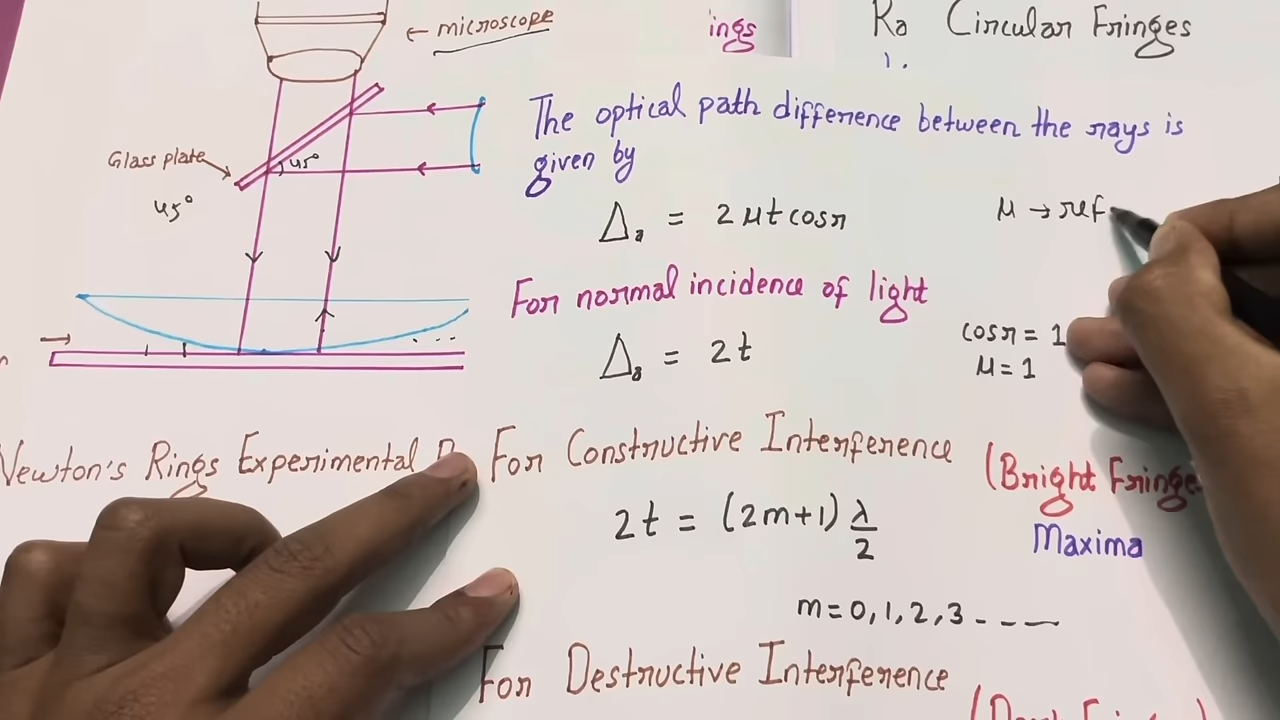 ← microscope
ings
Circular Fringes
1.
Glass plate
45°
45°
The optical path difference between the rays is
given by
Δ = 2μt cosr
μ → ref
For normal incidence of light
Δ = 2t
cosr = 1
μ = 1
Newton's Rings Experimental
For Constructive Interference
(Bright Fringe
Maxima
2t = (2m+1) λ/2
m = 0, 1, 2, 3 - - - —
For Destructive Interference